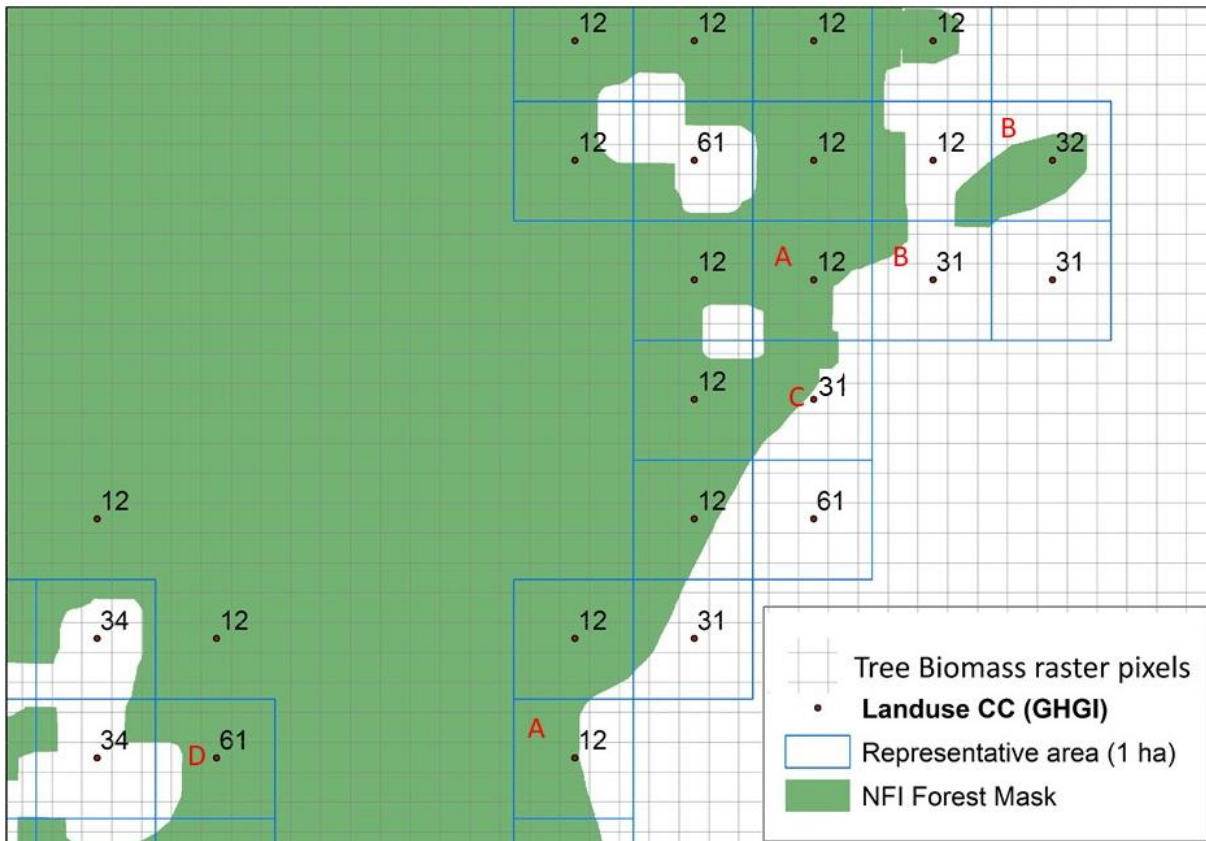 12 12 12 12
B
12 61 12 12 32
A B
12 12 31 31
12 C 31
12 12 61
34 12 12 31
Tree Biomass raster pixels
A
Landuse CC (GHGI)
34 D 61 12
Representative area (1 ha)
NFI Forest Mask